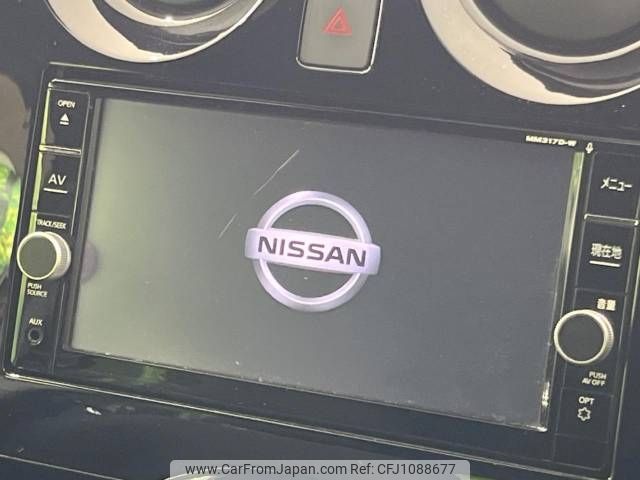 OPEN
AV
TRACK/SEEK
PUSH
SOURCE
AUX
NISSAN
MM317D-W
メニュー
現在地
音量
PUSH
AV OFF
OPT
www.CarFromJapan.com | Ref:CFJ1088677